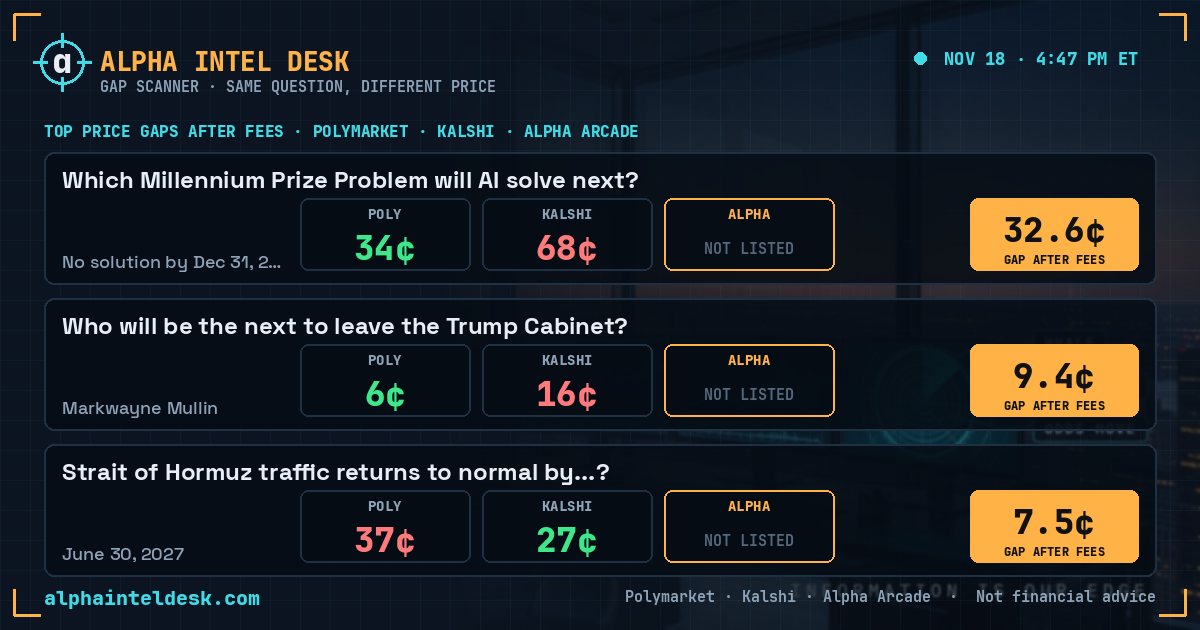 α
ALPHA INTEL DESK
GAP SCANNER · SAME QUESTION, DIFFERENT PRICE
NOV 18 · 4:47 PM ET
TOP PRICE GAPS AFTER FEES · POLYMARKET · KALSHI · ALPHA ARCADE
Which Millennium Prize Problem will AI solve next?
No solution by Dec 31, 2...
POLY
34¢
KALSHI
68¢
ALPHA
NOT LISTED
32.6¢
GAP AFTER FEES
Who will be the next to leave the Trump Cabinet?
Markwayne Mullin
POLY
6¢
KALSHI
16¢
ALPHA
NOT LISTED
9.4¢
GAP AFTER FEES
Strait of Hormuz traffic returns to normal by...?
June 30, 2027
POLY
37¢
KALSHI
27¢
ALPHA
NOT LISTED
7.5¢
GAP AFTER FEES
INFORMATION IS OUR EDGE
alphainteldesk.com
Polymarket · Kalshi · Alpha Arcade · Not financial advice